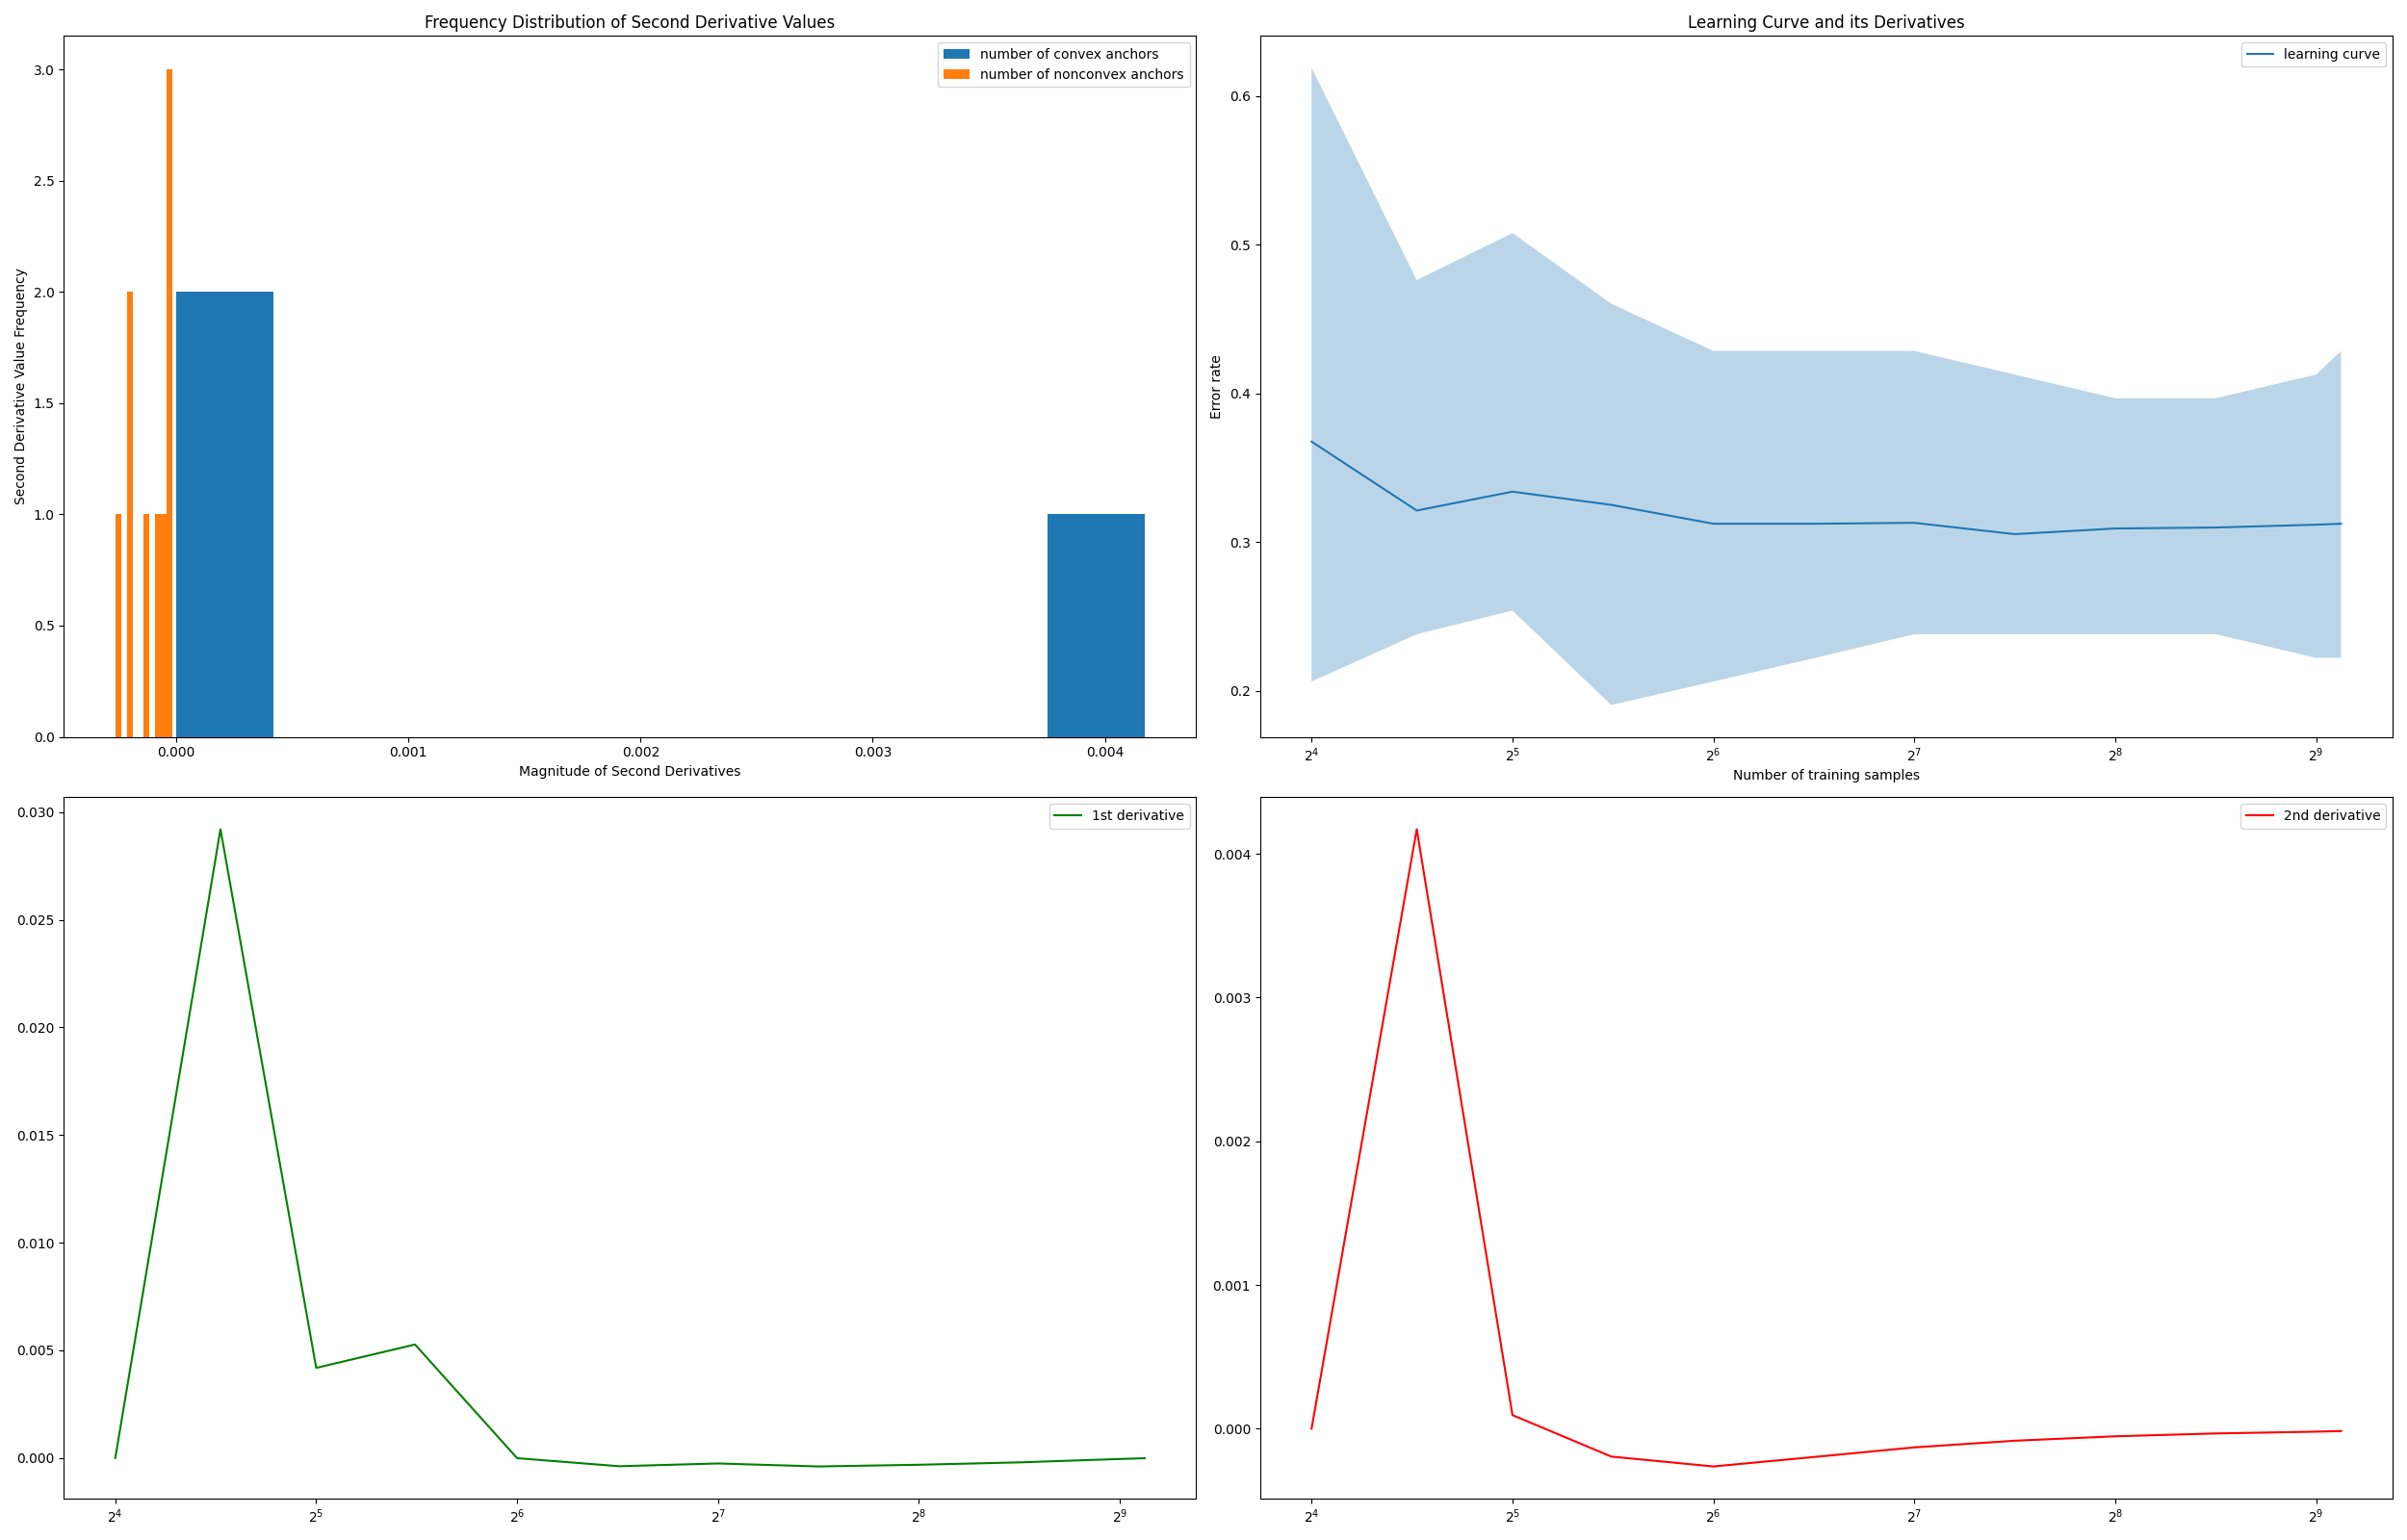 Frequency Distribution of Second Derivative Values
number of convex anchors
number of nonconvex anchors
Second Derivative Value Frequency
3.0
2.5
2.0
1.5
1.0
0.5
0.0
0.000 0.001 0.002 0.003 0.004
Magnitude of Second Derivatives
Learning Curve and its Derivatives
learning curve
Error rate
0.6
0.5
0.4
0.3
0.2
2⁴ 2⁵ 2⁶ 2⁷ 2⁸ 2⁹
Number of training samples
1st derivative
0.030
0.025
0.020
0.015
0.010
0.005
0.000
2⁴ 2⁵ 2⁶ 2⁷ 2⁸ 2⁹
2nd derivative
0.004
0.003
0.002
0.001
0.000
2⁴ 2⁵ 2⁶ 2⁷ 2⁸ 2⁹